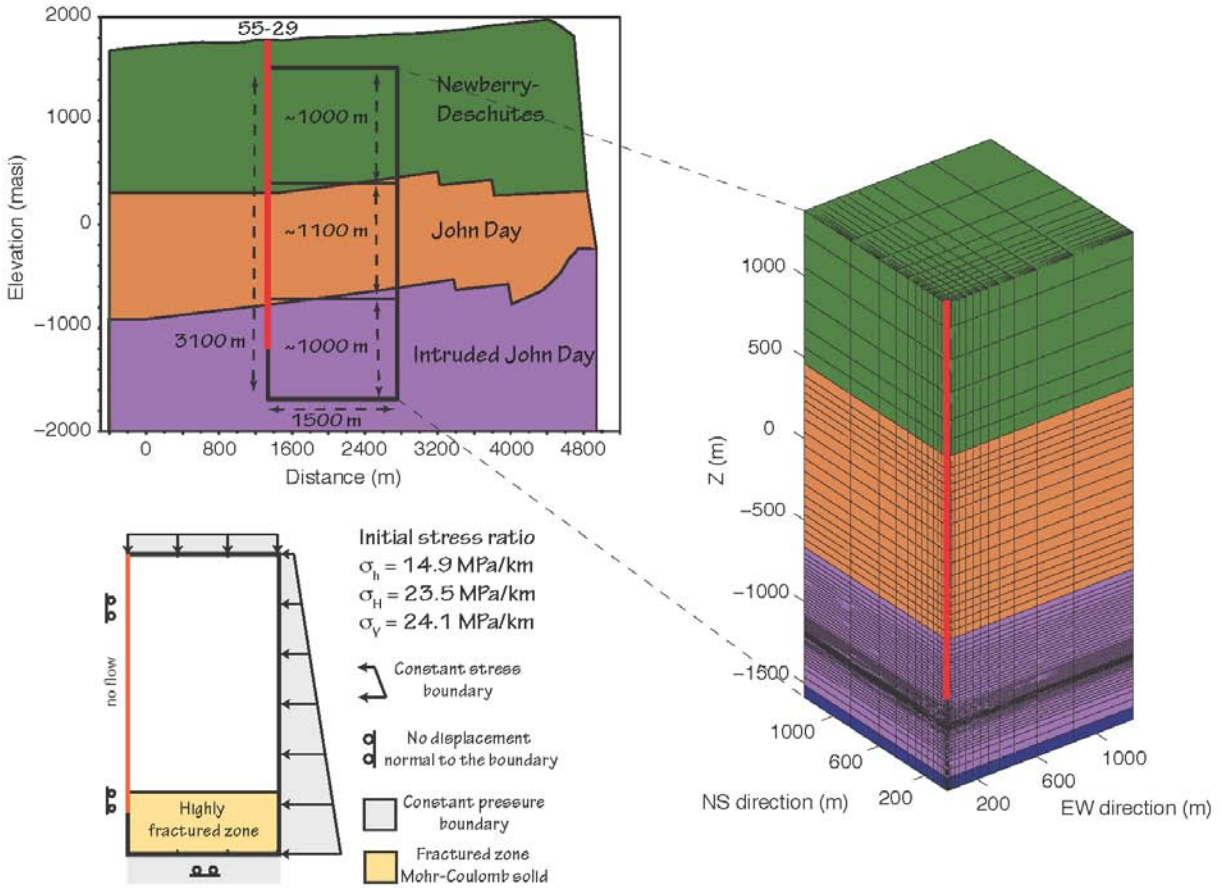 2000
1000
0
−1000
−2000
Elevation (masl)
55-29
Newberry-
Deschutes
~1000 m
~1100 m
John Day
3100 m
~1000 m
Intruded John Day
1500 m
0 800 1600 2400 3200 4000 4800
Distance (m)
1000
500
0
−500
−1000
−1500
Z (m)
1000
600
200
NS direction (m)
200
600
1000
EW direction (m)
no flow
Highly
fractured zone
Initial stress ratio
σh = 14.9 MPa/km
σH = 23.5 MPa/km
σV = 24.1 MPa/km
Constant stress
boundary
No displacement
normal to the boundary
Constant pressure
boundary
Fractured zone
Mohr-Coulomb solid